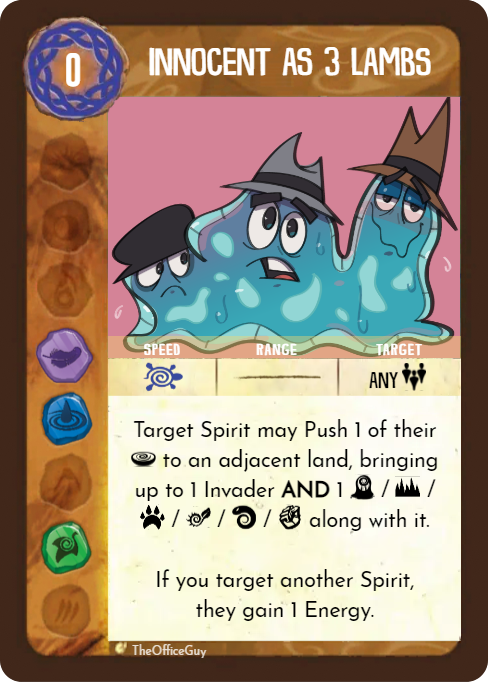 0
INNOCENT AS 3 LAMBS
SPEED RANGE TARGET
ANY
Target Spirit may Push 1 of their
to an adjacent land, bringing
up to 1 Invader AND 1 / /
/ / / along with it.
If you target another Spirit,
they gain 1 Energy.
TheOfficeGuy